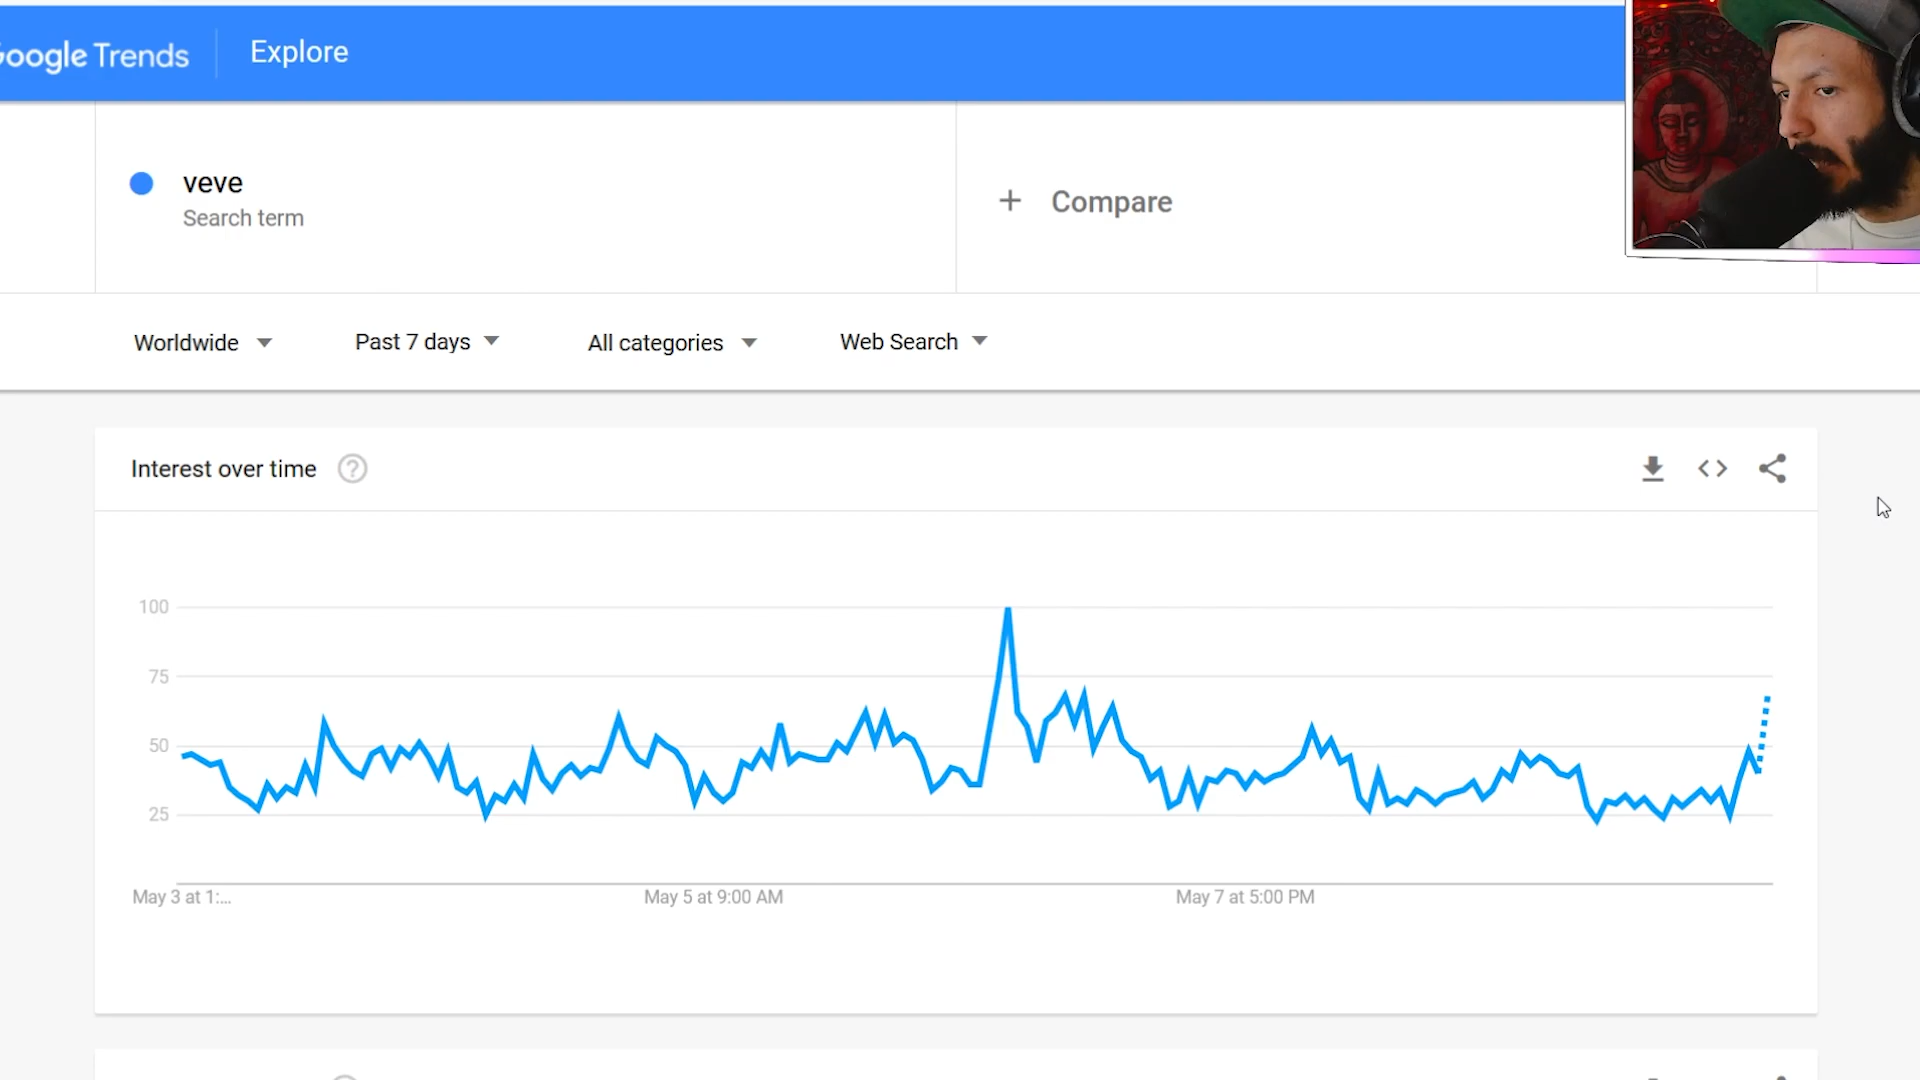 Google Trends
Explore
veve
Search term
+ Compare
Worldwide
Past 7 days
All categories
Web Search
Interest over time
?
100
75
50
25
May 3 at 1:...
May 5 at 9:00 AM
May 7 at 5:00 PM